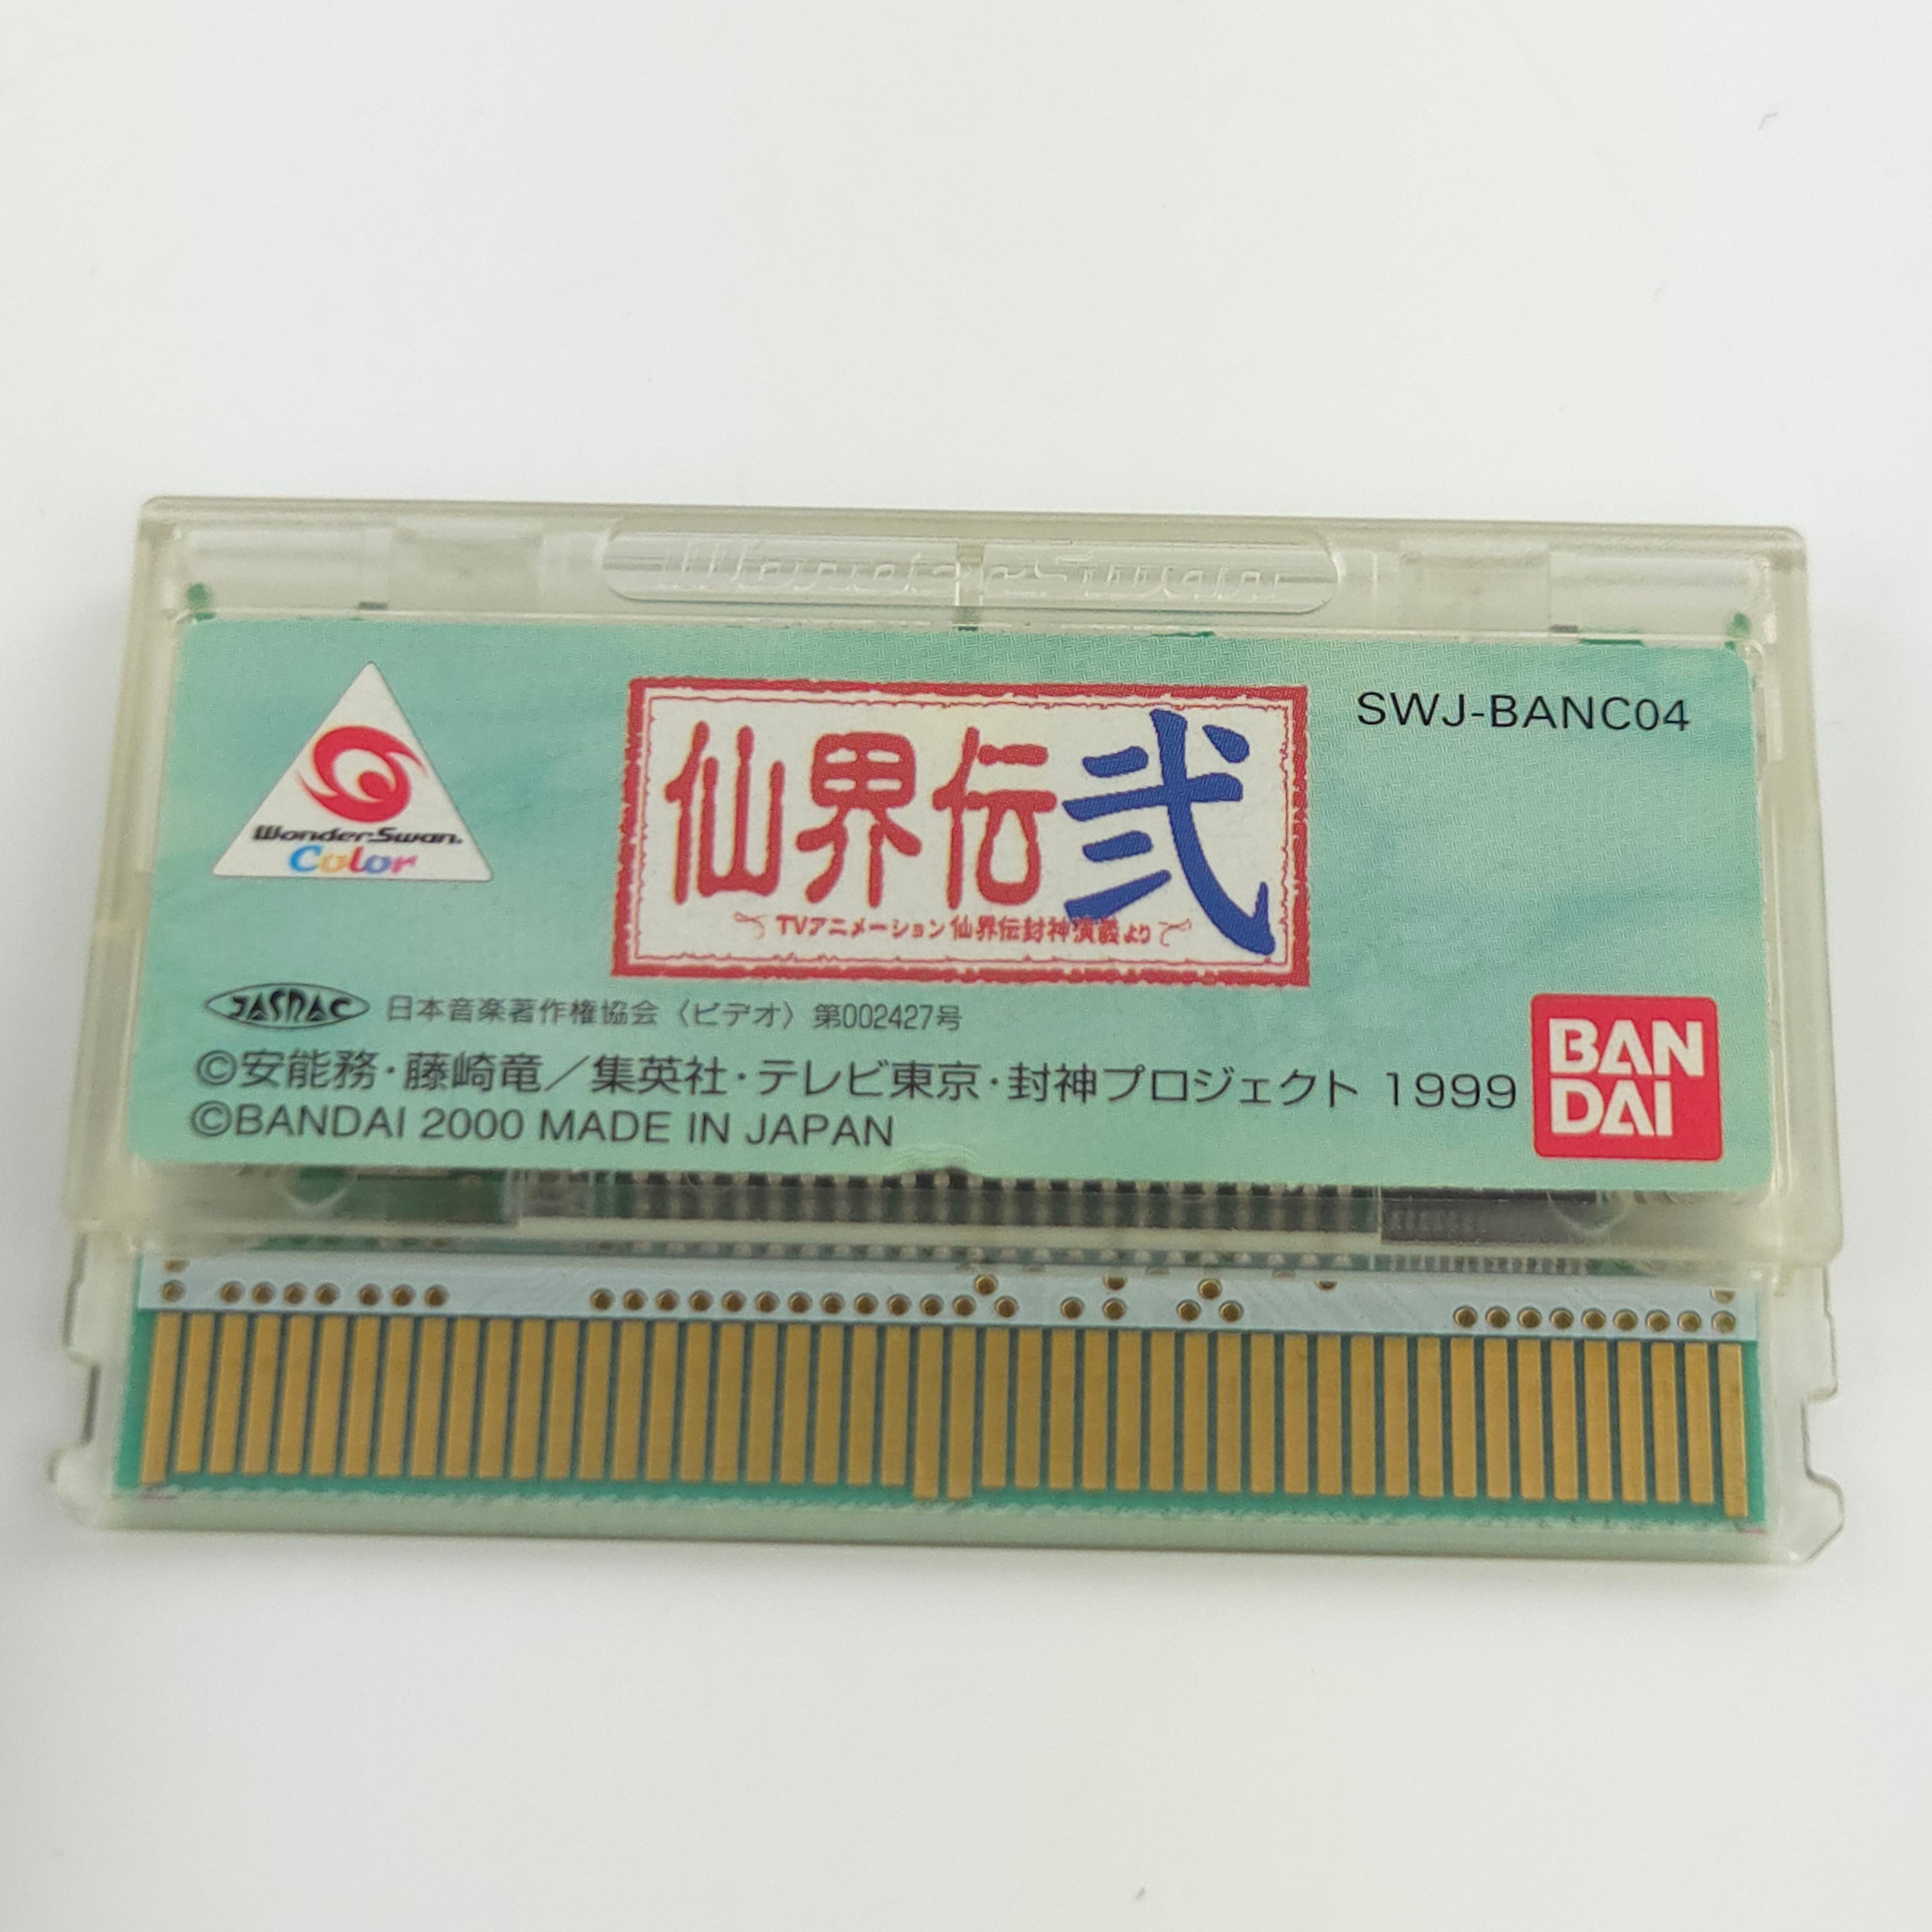 WonderSwan
WonderSwan
Color
仙界伝弐
TVアニメーション仙界伝封神演義より
SWJ-BANC04
JASRAC 日本音楽著作権協会〈ビデオ〉第002427号
©安能務・藤崎竜／集英社・テレビ東京・封神プロジェクト 1999
©BANDAI 2000 MADE IN JAPAN
BAN
DAI